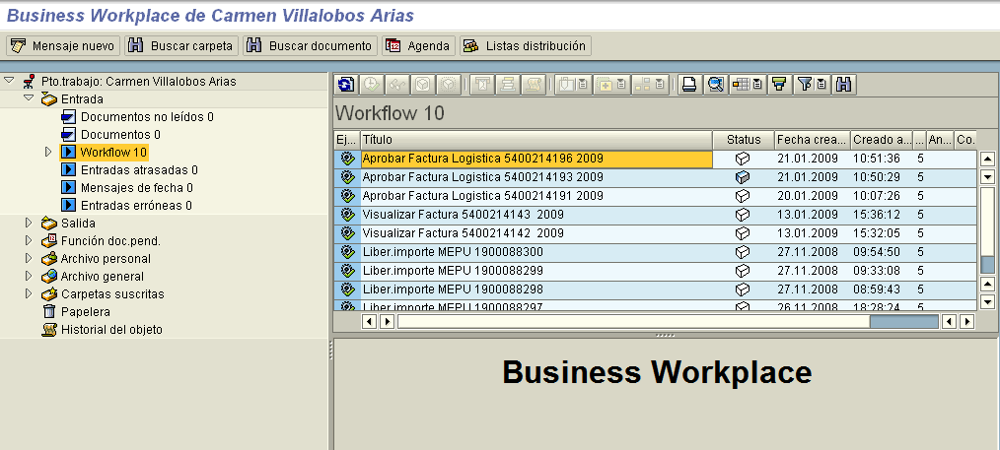 Business Workplace de Carmen Villalobos Arias
Mensaje nuevo Buscar carpeta Buscar documento Agenda Listas distribución
Pto.trabajo: Carmen Villalobos Arias
Entrada
Documentos no leídos 0
Documentos 0
Workflow 10
Entradas atrasadas 0
Mensajes de fecha 0
Entradas erróneas 0
Salida
Función doc.pend.
Archivo personal
Archivo general
Carpetas suscritas
Papelera
Historial del objeto
Workflow 10
Ej... Título Status Fecha crea... Creado a... ... An... Co.
Aprobar Factura Logistica 5400214196 2009 21.01.2009 10:51:36 5
Aprobar Factura Logistica 5400214193 2009 21.01.2009 10:50:29 5
Aprobar Factura Logistica 5400214191 2009 20.01.2009 10:07:26 5
Visualizar Factura 5400214143 2009 13.01.2009 15:36:12 5
Visualizar Factura 5400214142 2009 13.01.2009 15:32:05 5
Liber.importe MEPU 1900088300 27.11.2008 09:54:50 5
Liber.importe MEPU 1900088299 27.11.2008 09:33:08 5
Liber.importe MEPU 1900088298 27.11.2008 08:59:43 5
Liber.importe MEPU 1900088297 26.11.2008 18:28:24 5
Business Workplace